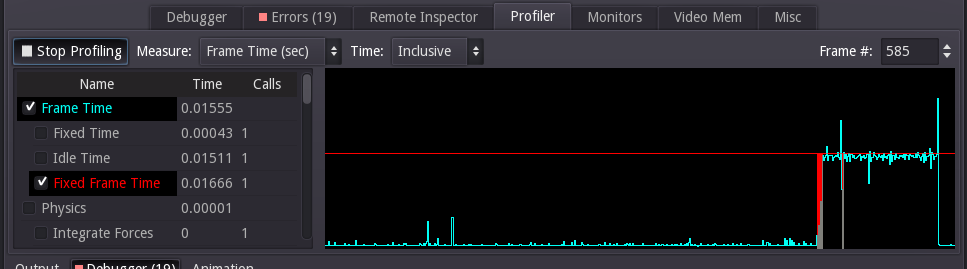 Debugger Errors (19) Remote Inspector Profiler Monitors Video Mem Misc
Stop Profiling Measure: Frame Time (sec) Time: Inclusive Frame #: 585
Name Time Calls
Frame Time 0.01555
Fixed Time 0.00043 1
Idle Time 0.01511 1
Fixed Frame Time 0.01666 1
Physics 0.00001
Integrate Forces 0 1
Output Debugger (19) Animation